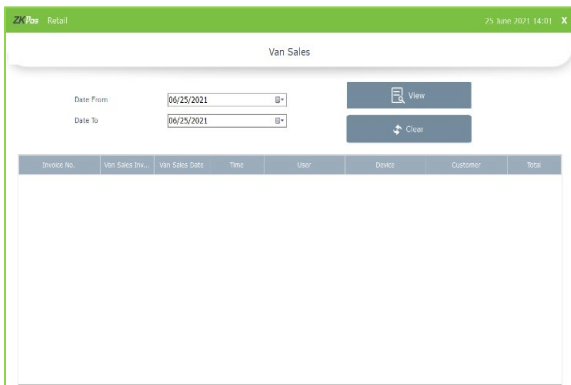 ZKPos Retail 25 June 2021 14:01 X
Van Sales
Date From 06/25/2021 View
Date To 06/25/2021 Clear
Invoice No. Van Sales Inv... Van Sales Date Time User Device Customer Total